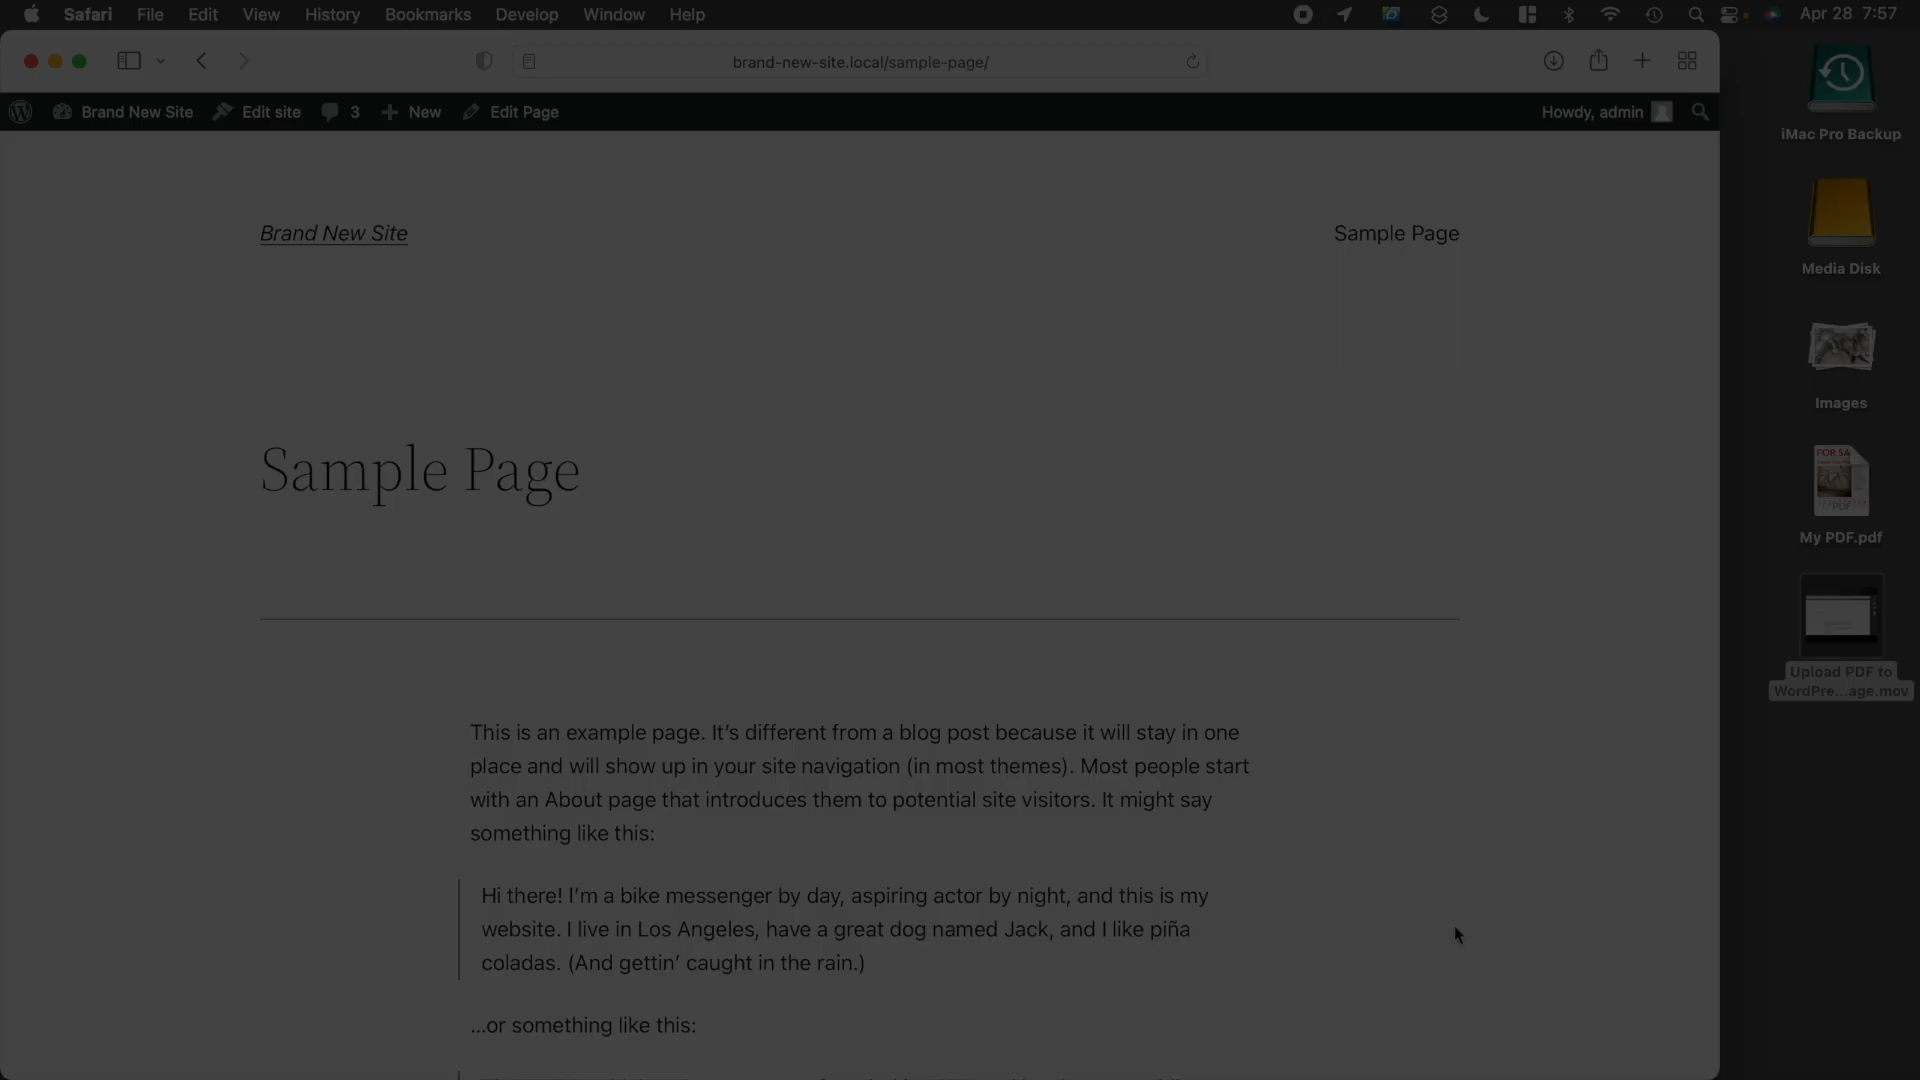 Safari File Edit View History Bookmarks Develop Window Help Apr 28 7:57
brand-new-site.local/sample-page/
Brand New Site Edit site 3 New Edit Page Howdy, admin
Brand New Site Sample Page
Sample Page
This is an example page. It’s different from a blog post because it will stay in one
place and will show up in your site navigation (in most themes). Most people start
with an About page that introduces them to potential site visitors. It might say
something like this:
Hi there! I’m a bike messenger by day, aspiring actor by night, and this is my
website. I live in Los Angeles, have a great dog named Jack, and I like piña
coladas. (And gettin’ caught in the rain.)
...or something like this:
iMac Pro Backup
Media Disk
Images
FOR SA
PDF
My PDF.pdf
Upload PDF to
WordPre...age.mov